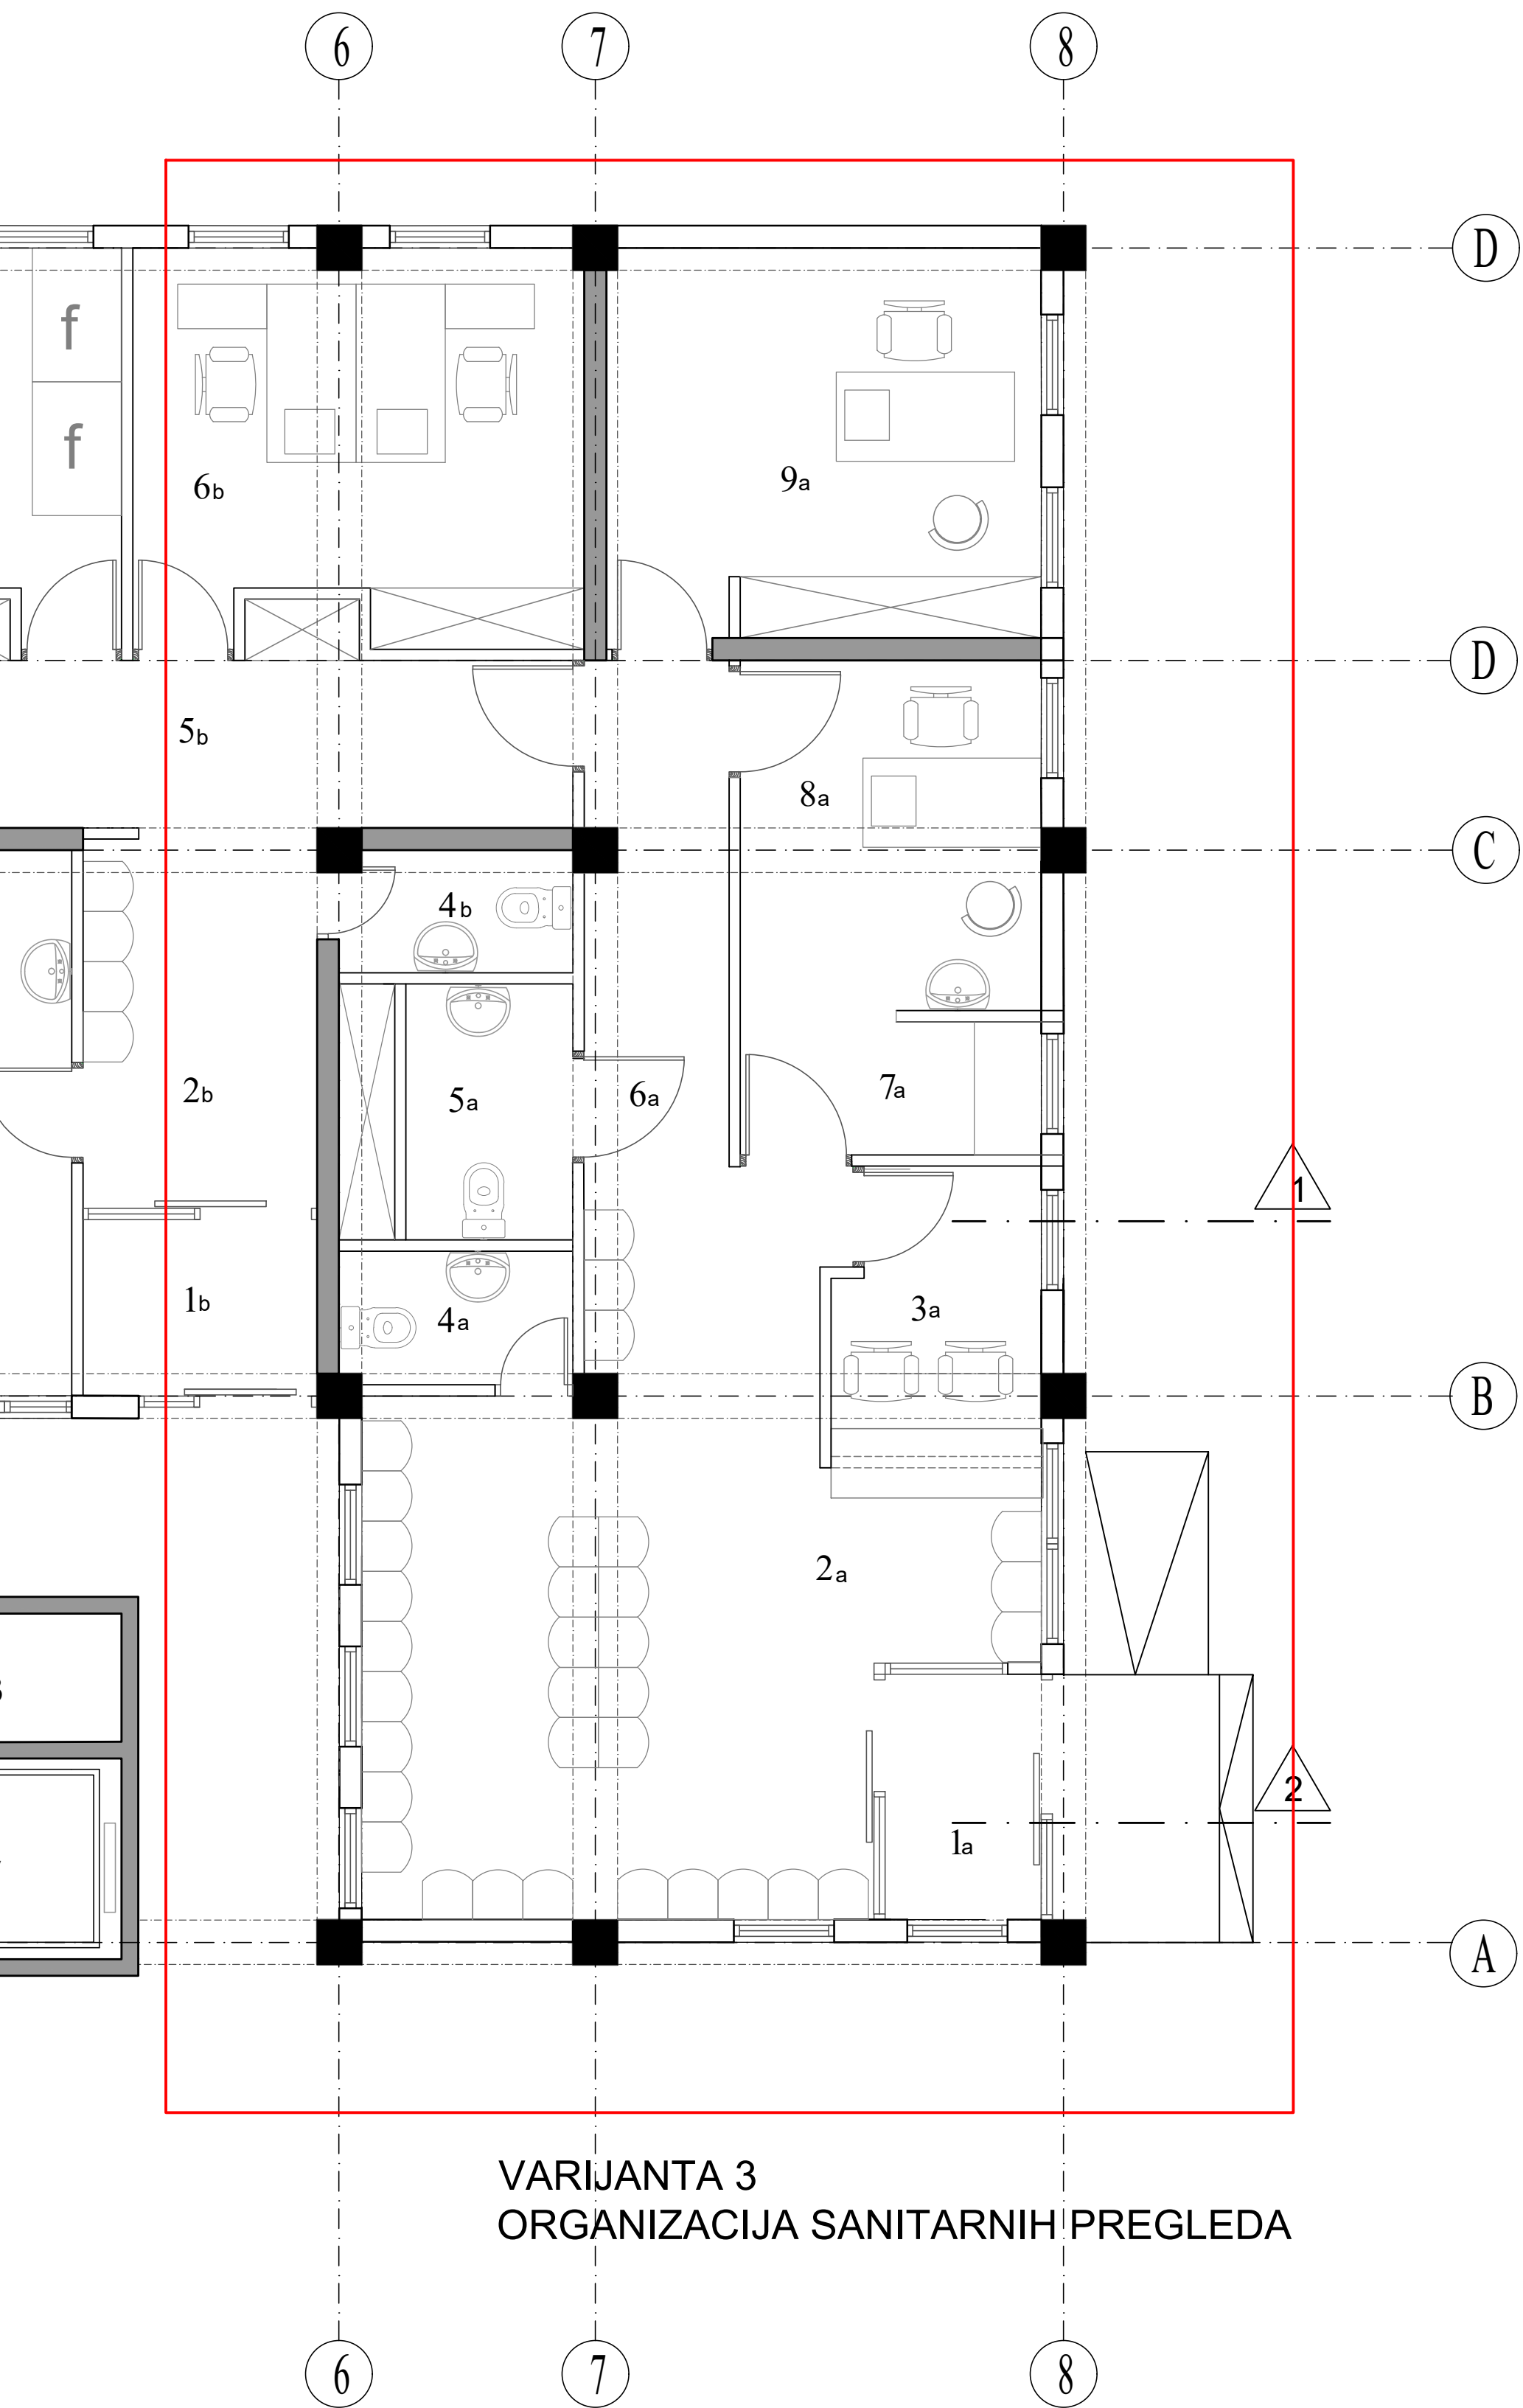 6
7
8
D
f
f
6b
9a
D
5b
8a
C
4b
5a
6a
7a
2b
1
1b
3a
4a
B
2a
2
1a
A
VARIJANTA 3
ORGANIZACIJA SANITARNIH PREGLEDA
6
7
8